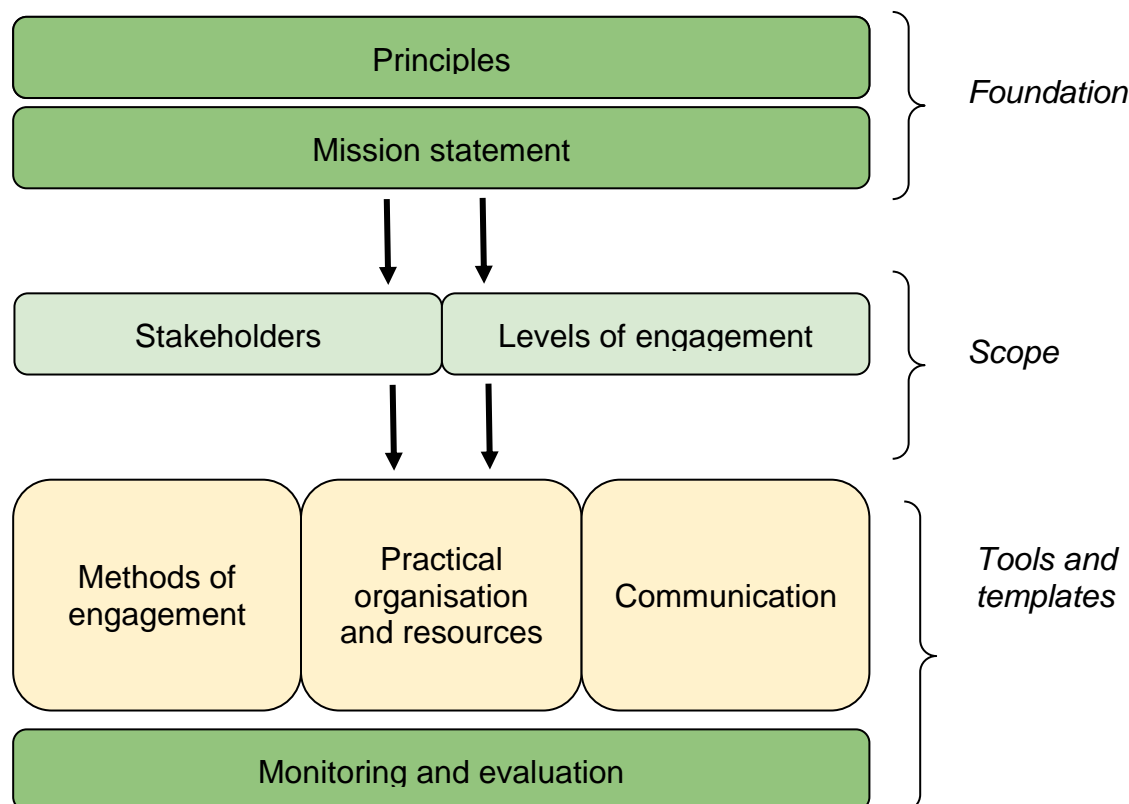 Principles
Foundation
Mission statement
Stakeholders
Levels of engagement
Scope
Methods of
engagement
Practical
organisation
and resources
Communication
Tools and
templates
Monitoring and evaluation